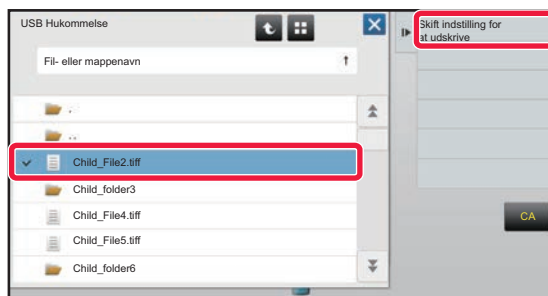 USB Hukommelse
Skift indstilling for
at udskrive
Fil- eller mappenavn
.
..
Child_File2.tiff
Child_folder3
Child_File4.tiff
Child_File5.tiff
Child_folder6
CA